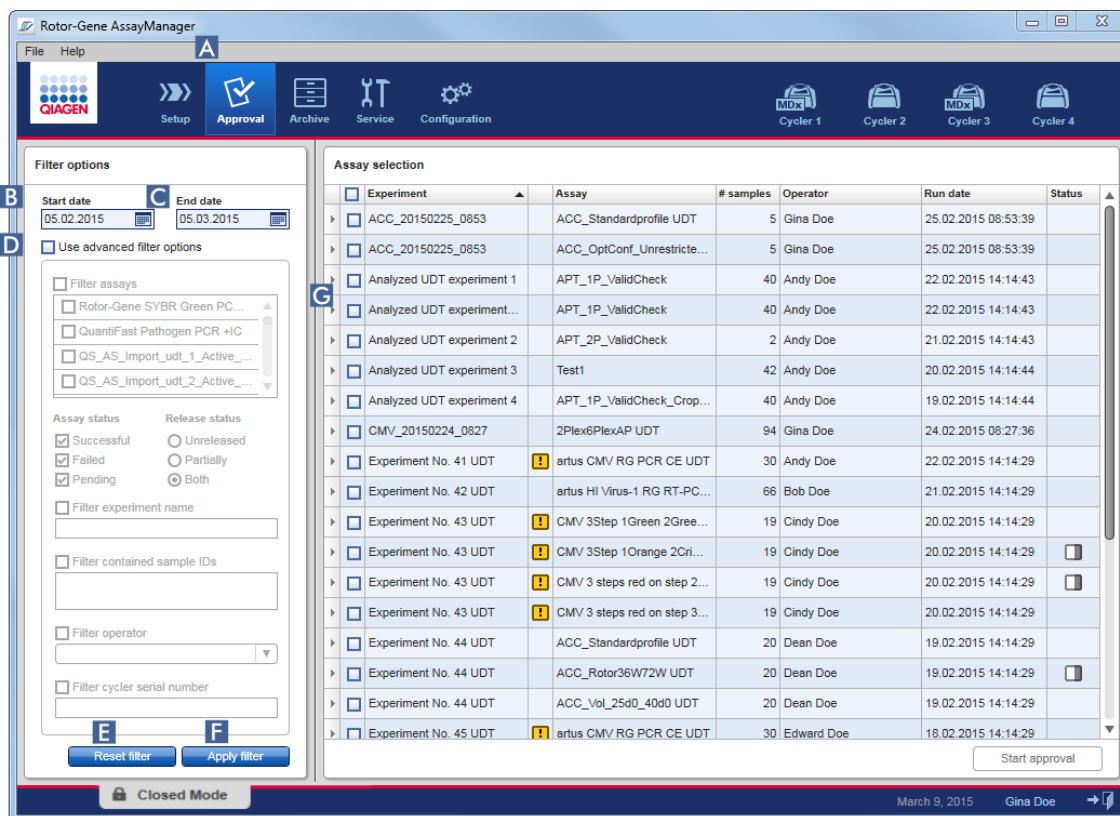 Rotor-Gene AssayManager
File Help
A
QIAGEN
Setup Approval Archive Service Configuration MDx Cycler 1 Cycler 2 MDx Cycler 3 Cycler 4
Filter options
B Start date C End date
05.02.2015 05.03.2015
D Use advanced filter options
Filter assays
Rotor-Gene SYBR Green PC...
QuantiFast Pathogen PCR +IC
QS_AS_Import_udt_1_Active_...
QS_AS_Import_udt_2_Active_...
Assay status Release status
Successful Unreleased
Failed Partially
Pending Both
Filter experiment name
Filter contained sample IDs
Filter operator
Filter cycler serial number
E F
Reset filter Apply filter
G
Assay selection
Experiment Assay # samples Operator Run date Status
ACC_20150225_0853 ACC_Standardprofile UDT 5 Gina Doe 25.02.2015 08:53:39
ACC_20150225_0853 ACC_OptConf_Unrestricte... 5 Gina Doe 25.02.2015 08:53:39
Analyzed UDT experiment 1 APT_1P_ValidCheck 40 Andy Doe 22.02.2015 14:14:43
Analyzed UDT experiment... APT_1P_ValidCheck 40 Andy Doe 22.02.2015 14:14:43
Analyzed UDT experiment 2 APT_2P_ValidCheck 2 Andy Doe 21.02.2015 14:14:43
Analyzed UDT experiment 3 Test1 42 Andy Doe 20.02.2015 14:14:44
Analyzed UDT experiment 4 APT_1P_ValidCheck_Crop... 40 Andy Doe 19.02.2015 14:14:44
CMV_20150224_0827 2Plex6PlexAP UDT 94 Gina Doe 24.02.2015 08:27:36
Experiment No. 41 UDT ! artus CMV RG PCR CE UDT 30 Andy Doe 22.02.2015 14:14:29
Experiment No. 42 UDT artus HI Virus-1 RG RT-PC... 66 Bob Doe 21.02.2015 14:14:29
Experiment No. 43 UDT ! CMV 3Step 1Green 2Gree... 19 Cindy Doe 20.02.2015 14:14:29
Experiment No. 43 UDT ! CMV 3Step 1Orange 2Cri... 19 Cindy Doe 20.02.2015 14:14:29
Experiment No. 43 UDT ! CMV 3 steps red on step 2... 19 Cindy Doe 20.02.2015 14:14:29
Experiment No. 43 UDT ! CMV 3 steps red on step 3... 19 Cindy Doe 20.02.2015 14:14:29
Experiment No. 44 UDT ACC_Standardprofile UDT 20 Dean Doe 19.02.2015 14:14:29
Experiment No. 44 UDT ACC_Rotor36W72W UDT 20 Dean Doe 19.02.2015 14:14:29
Experiment No. 44 UDT ACC_Vol_25d0_40d0 UDT 20 Dean Doe 19.02.2015 14:14:29
Experiment No. 45 UDT ! artus CMV RG PCR CE UDT 30 Edward Doe 18.02.2015 14:14:29
Start approval
Closed Mode March 9, 2015 Gina Doe